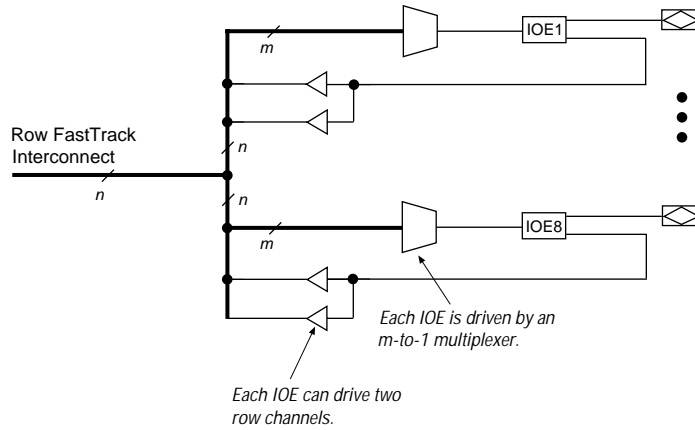 m
IOE1
Row FastTrack
Interconnect
n
n
n
m
IOE8
Each IOE is driven by an
m-to-1 multiplexer.
Each IOE can drive two
row channels.